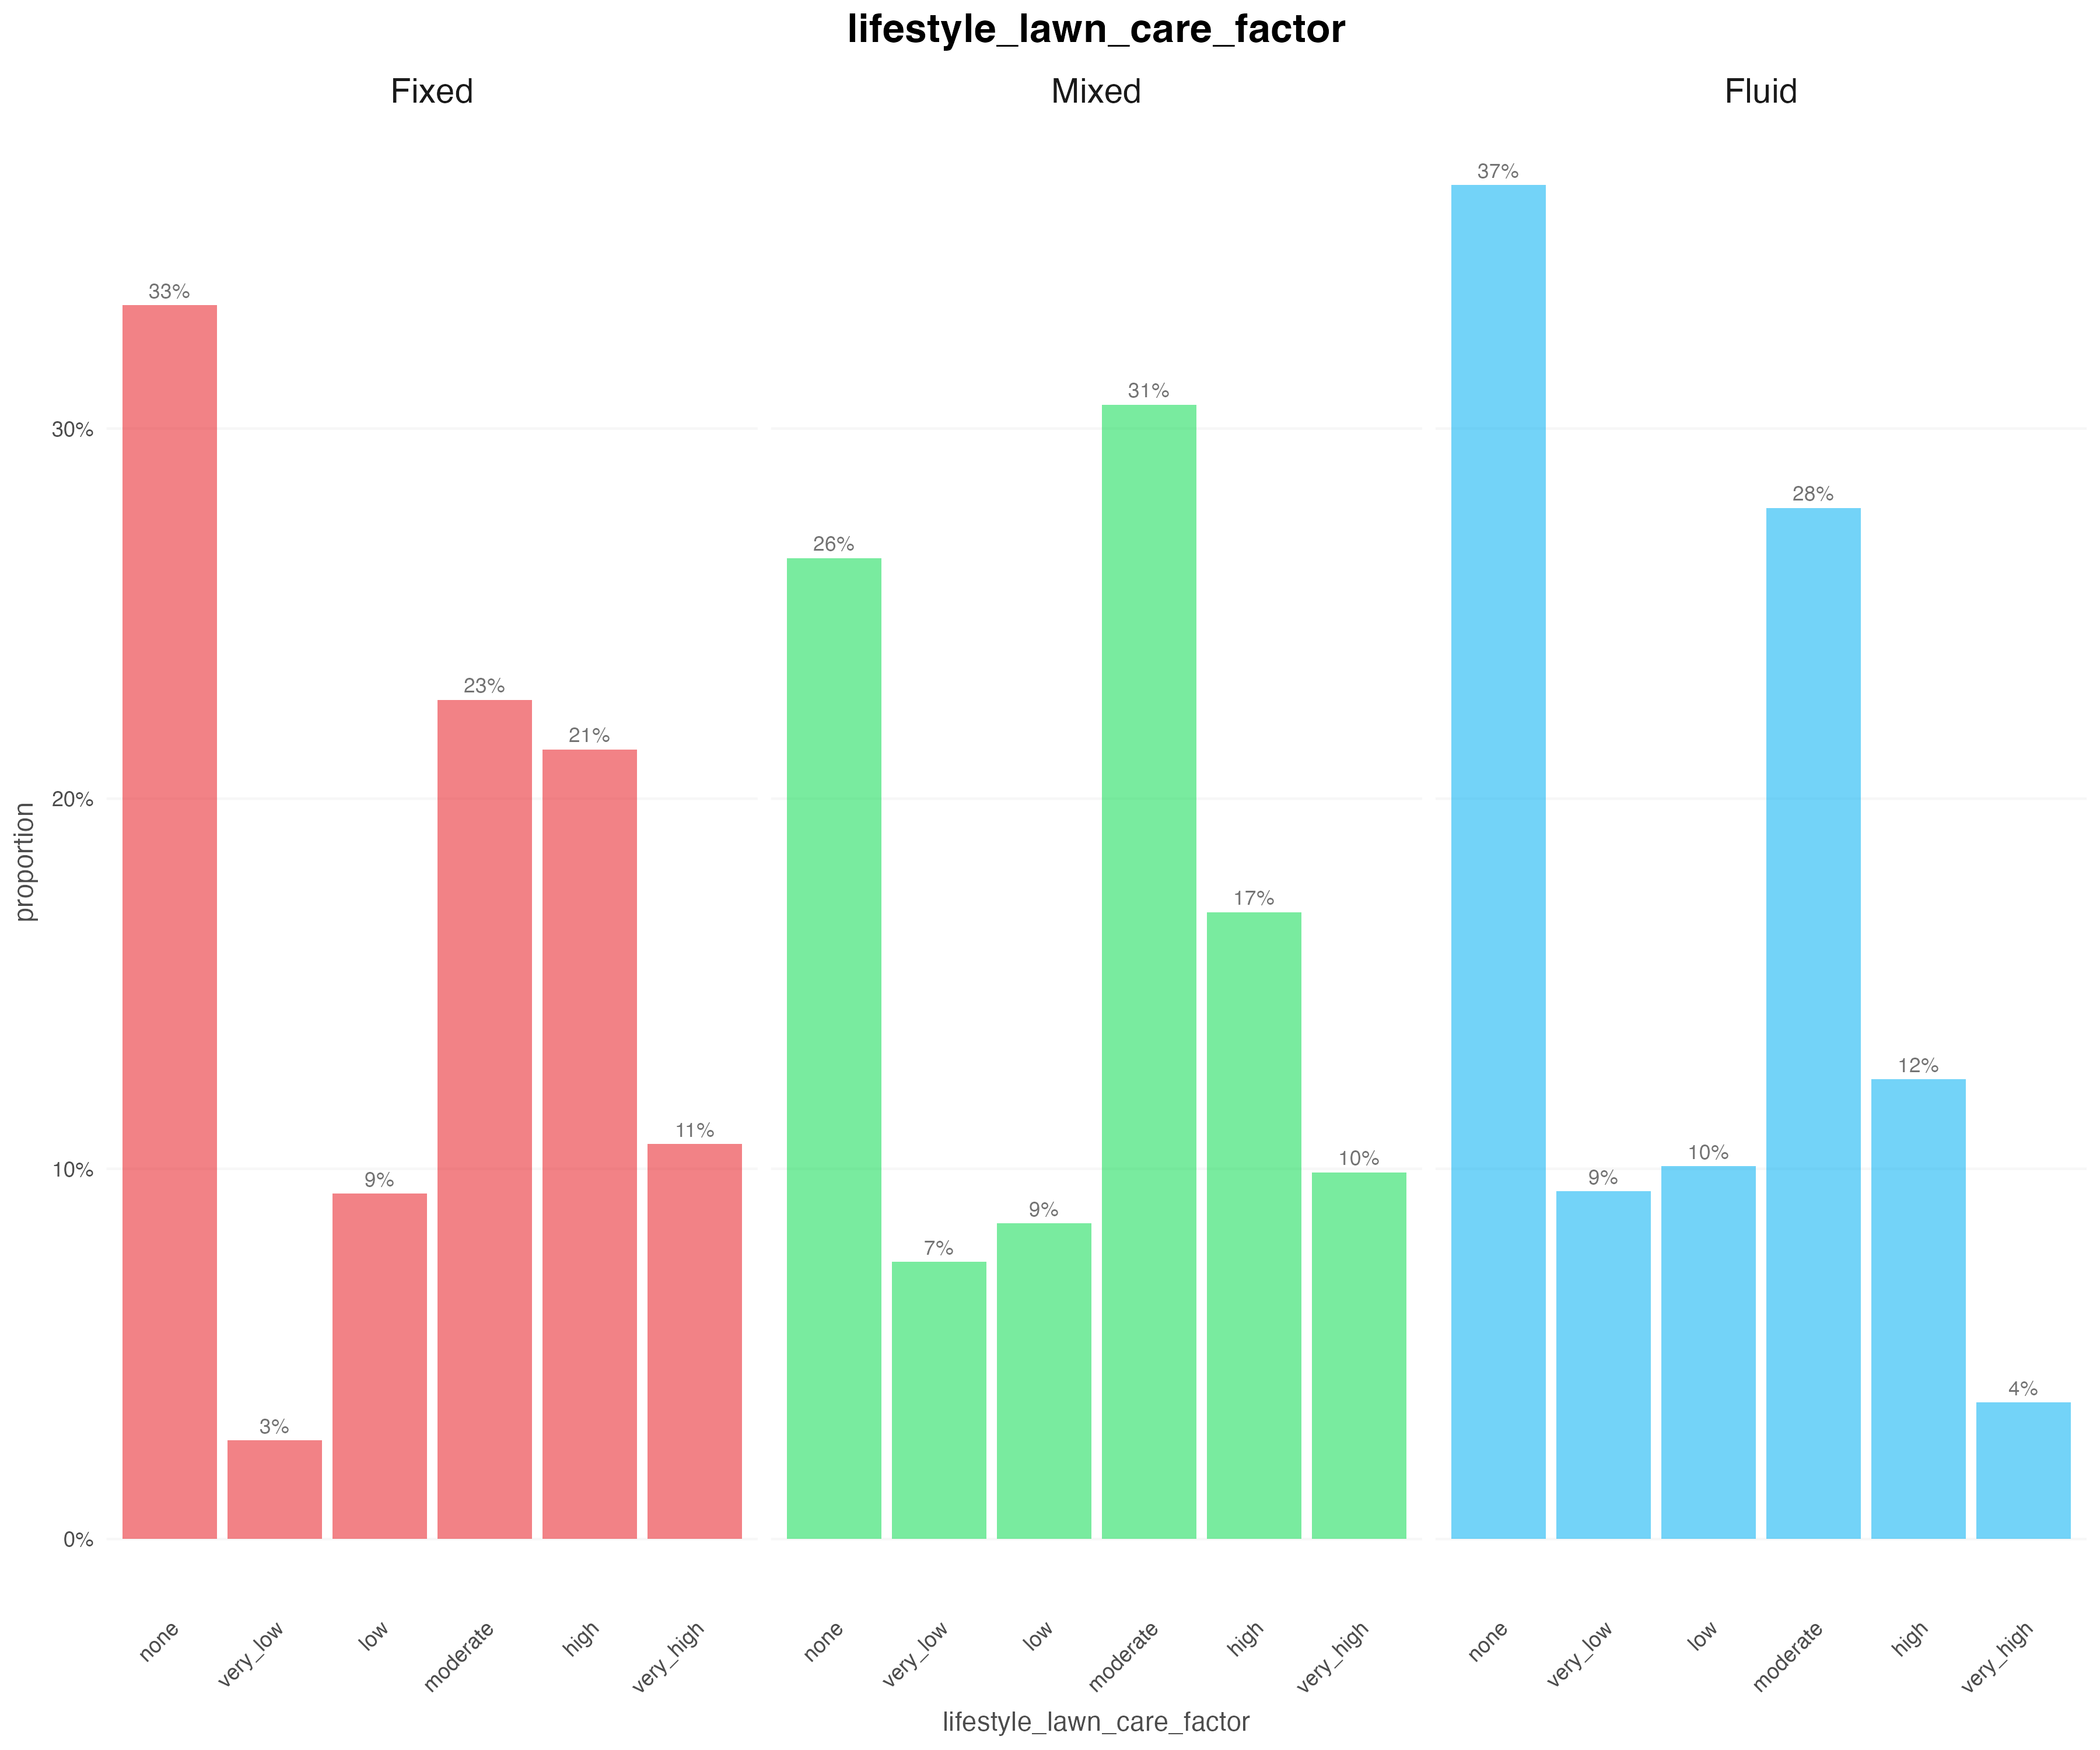 lifestyle_lawn_care_factor
Fixed
Mixed
Fluid
33%
3%
9%
23%
21%
11%
26%
7%
9%
31%
17%
10%
37%
9%
10%
28%
12%
4%
30%
20%
10%
0%
proportion
none
very_low
low
moderate
high
very_high
none
very_low
low
moderate
high
very_high
none
very_low
low
moderate
high
very_high
lifestyle_lawn_care_factor